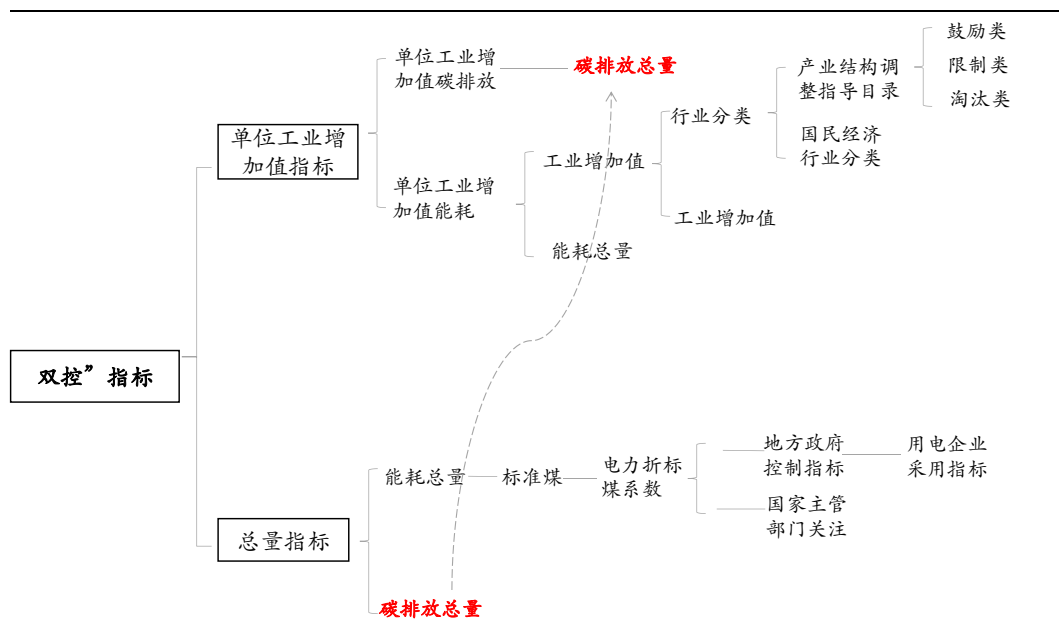 鼓励类
单位工业增
加值碳排放
碳排放总量
产业结构调
整指导目录
限制类
淘汰类
行业分类
单位工业增
加值指标
国民经济
行业分类
工业增加值
单位工业增
加值能耗
工业增加值
能耗总量
双控”指标
能耗总量
标准煤
电力折标
煤系数
地方政府
控制指标
用电企业
采用指标
国家主管
部门关注
总量指标
碳排放总量